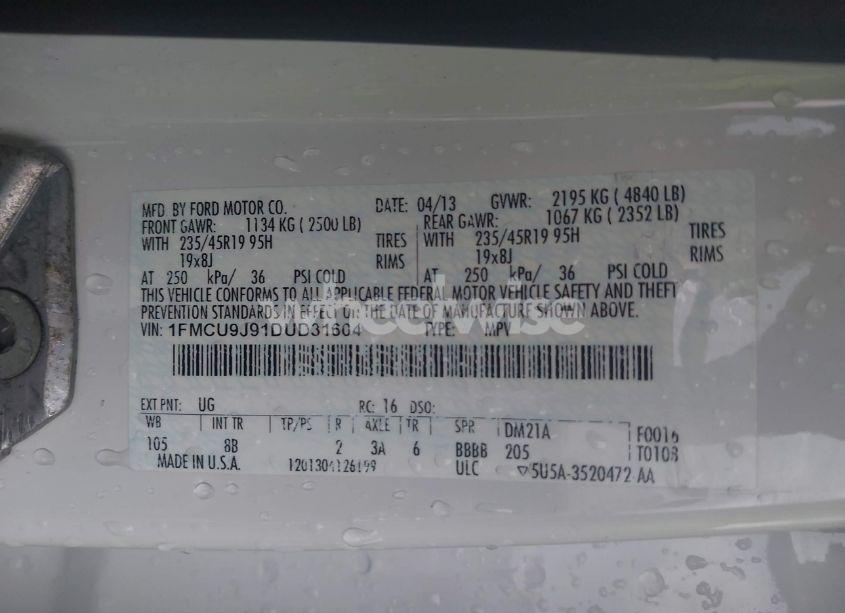 MFD. BY FORD MOTOR CO. DATE: 04/13 GVWR: 2195 KG ( 4840 LB)
FRONT GAWR: 1134 KG ( 2500 LB) REAR GAWR: 1067 KG ( 2352 LB)
WITH 235/45R19 95H TIRES WITH 235/45R19 95H TIRES
19x8J RIMS 19x8J RIMS
AT 250 kPa/ 36 PSI COLD AT 250 kPa/ 36 PSI COLD
THIS VEHICLE CONFORMS TO ALL APPLICABLE FEDERAL MOTOR VEHICLE SAFETY AND THEFT
PREVENTION STANDARDS IN EFFECT ON THE DATE OF MANUFACTURE SHOWN ABOVE.
VIN: 1FMCU9J91DUD31604 TYPE: MPV
EXT PNT: UG RC: 16 DSO:
WB INT TR TP/PS R AXLE TR SPR DM21A F0016
105 8B 2 3A 6 BBBB 205 T0108
MADE IN U.S.A. ULC ▽5U5A-3520472 AA